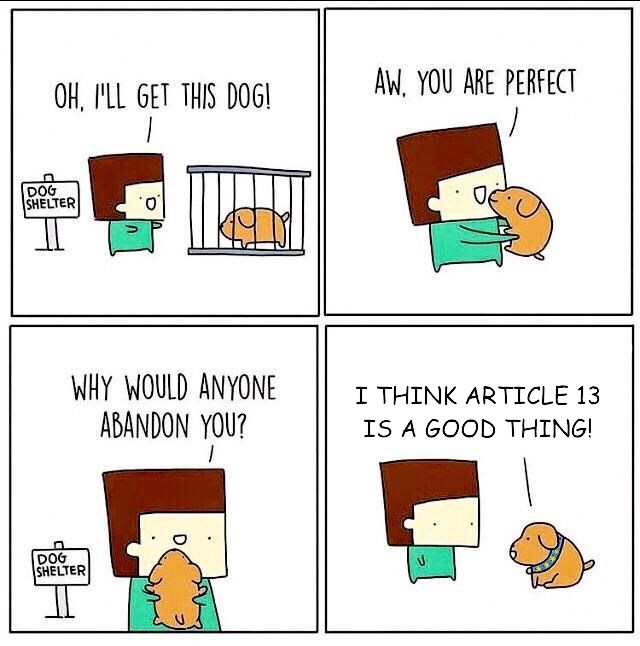 OH, I'LL GET THIS DOG!
DOG
SHELTER
AW, YOU ARE PERFECT
WHY WOULD ANYONE
ABANDON YOU?
DOG
SHELTER
I THINK ARTICLE 13
IS A GOOD THING!